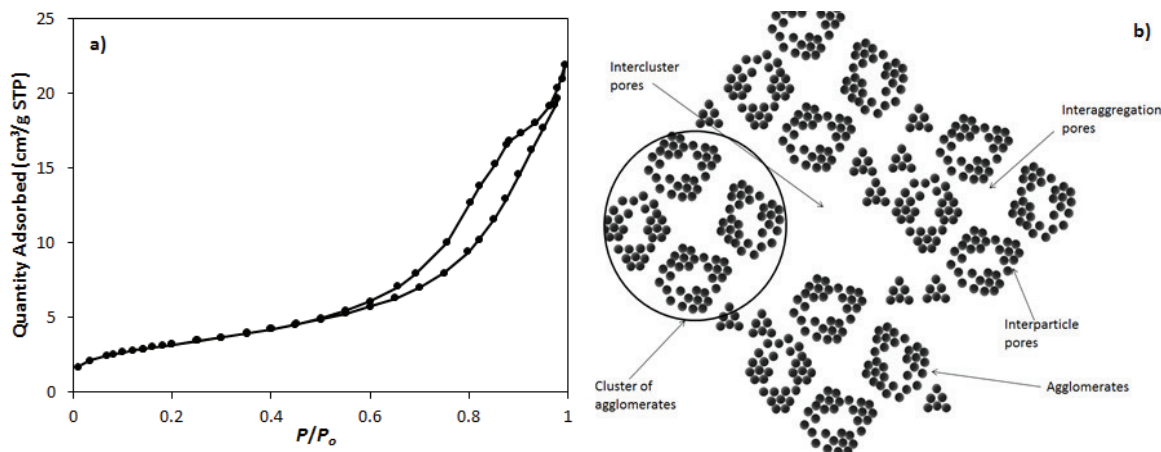 a)
Quantity Adsorbed (cm³/g STP)
25
20
15
10
5
0
0
0.2
0.4
0.6
0.8
1
P/Po
b)
Intercluster
pores
Interaggregation
pores
Interparticle
pores
Cluster of
agglomerates
Agglomerates